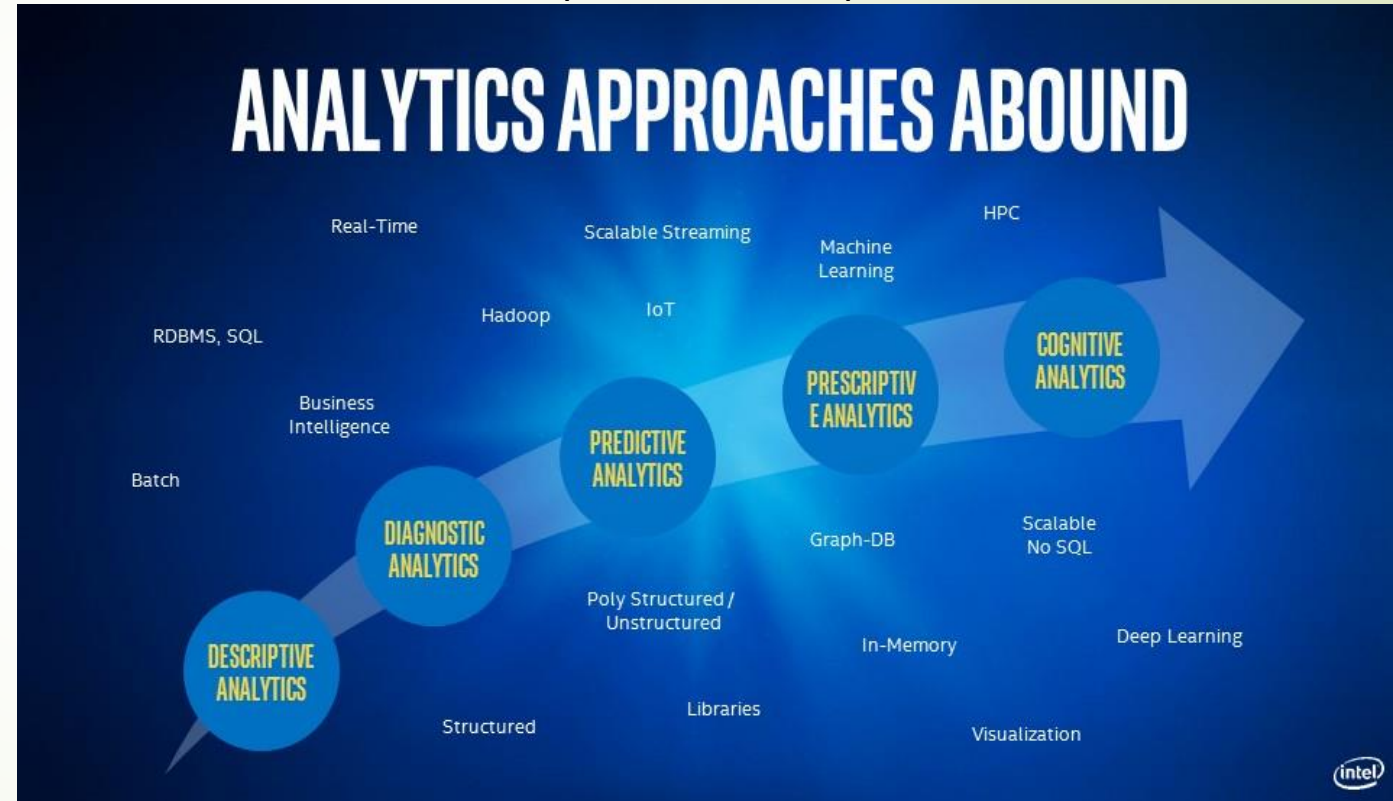 ANALYTICS APPROACHES ABOUND
HPC
Real-Time
Scalable Streaming
Machine
Learning
Hadoop
IoT
RDBMS, SQL
COGNITIVE
ANALYTICS
PRESCRIPTIV
E ANALYTICS
Business
Intelligence
PREDICTIVE
ANALYTICS
Batch
DIAGNOSTIC
ANALYTICS
Graph-DB
Scalable
No SQL
Poly Structured /
Unstructured
In-Memory
Deep Learning
DESCRIPTIVE
ANALYTICS
Libraries
Structured
Visualization
intel